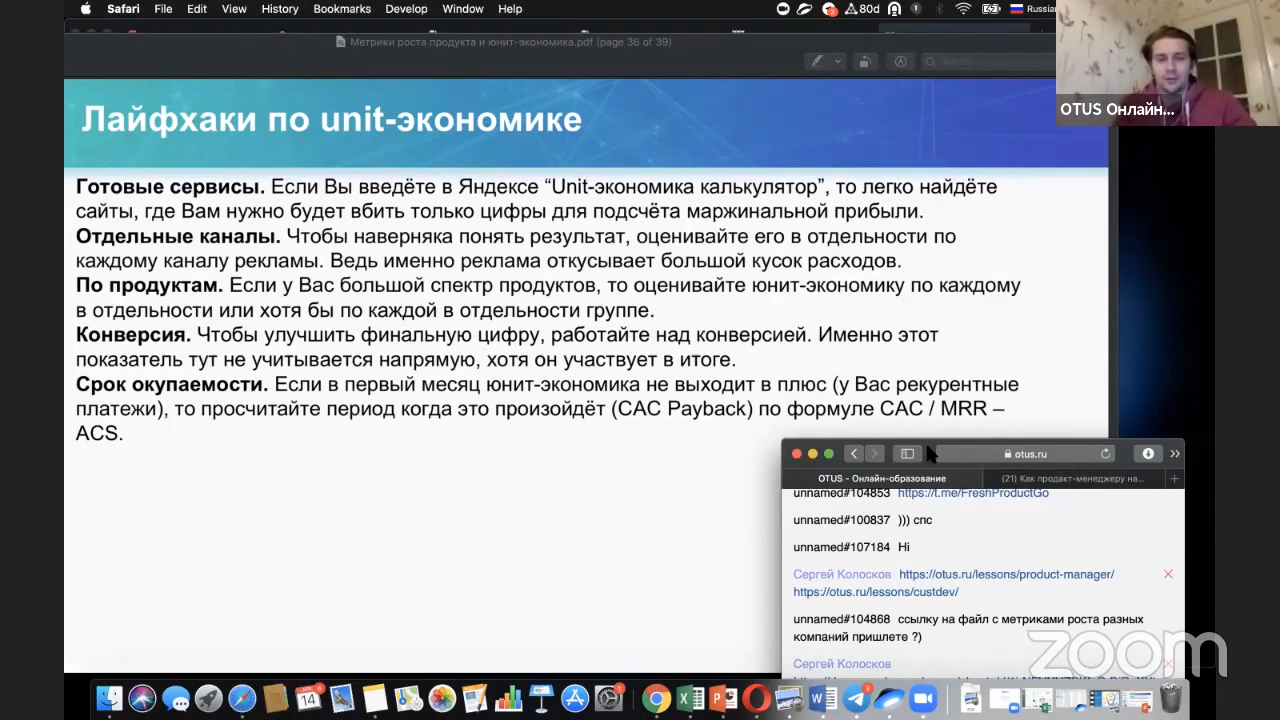 Safari File Edit View History Bookmarks Develop Window Help
80d
Russian
Метрики роста продукта и юнит-экономика.pdf (page 36 of 39)
Search
OTUS Онлайн...
Лайфхаки по unit-экономике
Готовые сервисы. Если Вы введёте в Яндексе “Unit-экономика калькулятор”, то легко найдёте
сайты, где Вам нужно будет вбить только цифры для подсчёта маржинальной прибыли.
Отдельные каналы. Чтобы наверняка понять результат, оценивайте его в отдельности по
каждому каналу рекламы. Ведь именно реклама откусывает большой кусок расходов.
По продуктам. Если у Вас большой спектр продуктов, то оценивайте юнит-экономику по каждому
в отдельности или хотя бы по каждой в отдельности группе.
Конверсия. Чтобы улучшить финальную цифру, работайте над конверсией. Именно этот
показатель тут не учитывается напрямую, хотя он участвует в итоге.
Срок окупаемости. Если в первый месяц юнит-экономика не выходит в плюс (у Вас рекурентные
платежи), то просчитайте период когда это произойдёт (CAC Payback) по формуле CAC / MRR –
ACS.
otus.ru
OTUS - Онлайн-образование
(21) Как продакт-менеджеру на...
unnamed#104853 https://t.me/FreshProductGo
unnamed#100837 ))) спс
unnamed#107184 Hi
Сергей Колосков https://otus.ru/lessons/product-manager/
https://otus.ru/lessons/custdev/
unnamed#104868 ссылку на файл с метриками роста разных
компаний пришлете ?)
Сергей Колосков
zoom